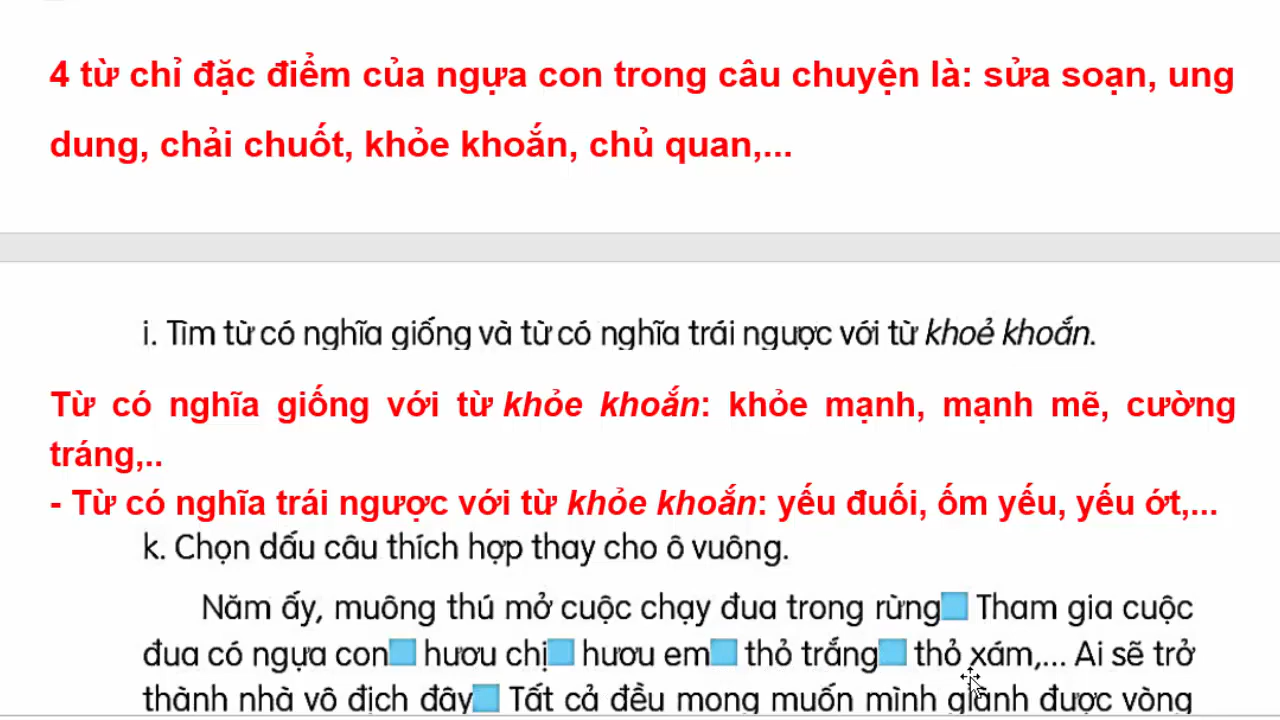 4 từ chỉ đặc điểm của ngựa con trong câu chuyện là: sửa soạn, ung
dung, chải chuốt, khỏe khoắn, chủ quan,...
i. Tìm từ có nghĩa giống và từ có nghĩa trái ngược với từ khoẻ khoắn.
Từ có nghĩa giống với từ khỏe khoắn: khỏe mạnh, mạnh mẽ, cường
tráng,..
- Từ có nghĩa trái ngược với từ khỏe khoắn: yếu đuối, ốm yếu, yếu ớt,...
k. Chọn dấu câu thích hợp thay cho ô vuông.
Năm ấy, muông thú mở cuộc chạy đua trong rừng Tham gia cuộc
đua có ngựa con hươu chị hươu em thỏ trắng thỏ xám,... Ai sẽ trở
thành nhà vô địch đây Tất cả đều mong muốn mình giành được vòng